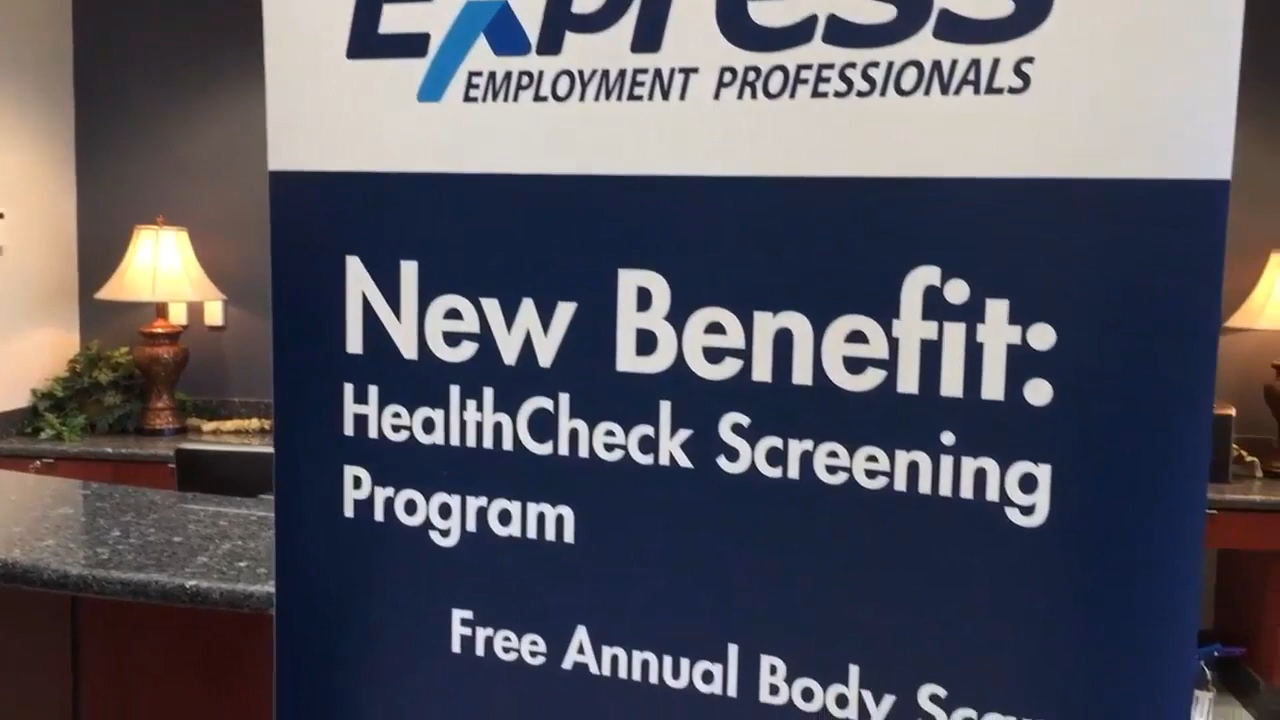 Express
EMPLOYMENT PROFESSIONALS
New Benefit:
HealthCheck Screening
Program
Free Annual Body